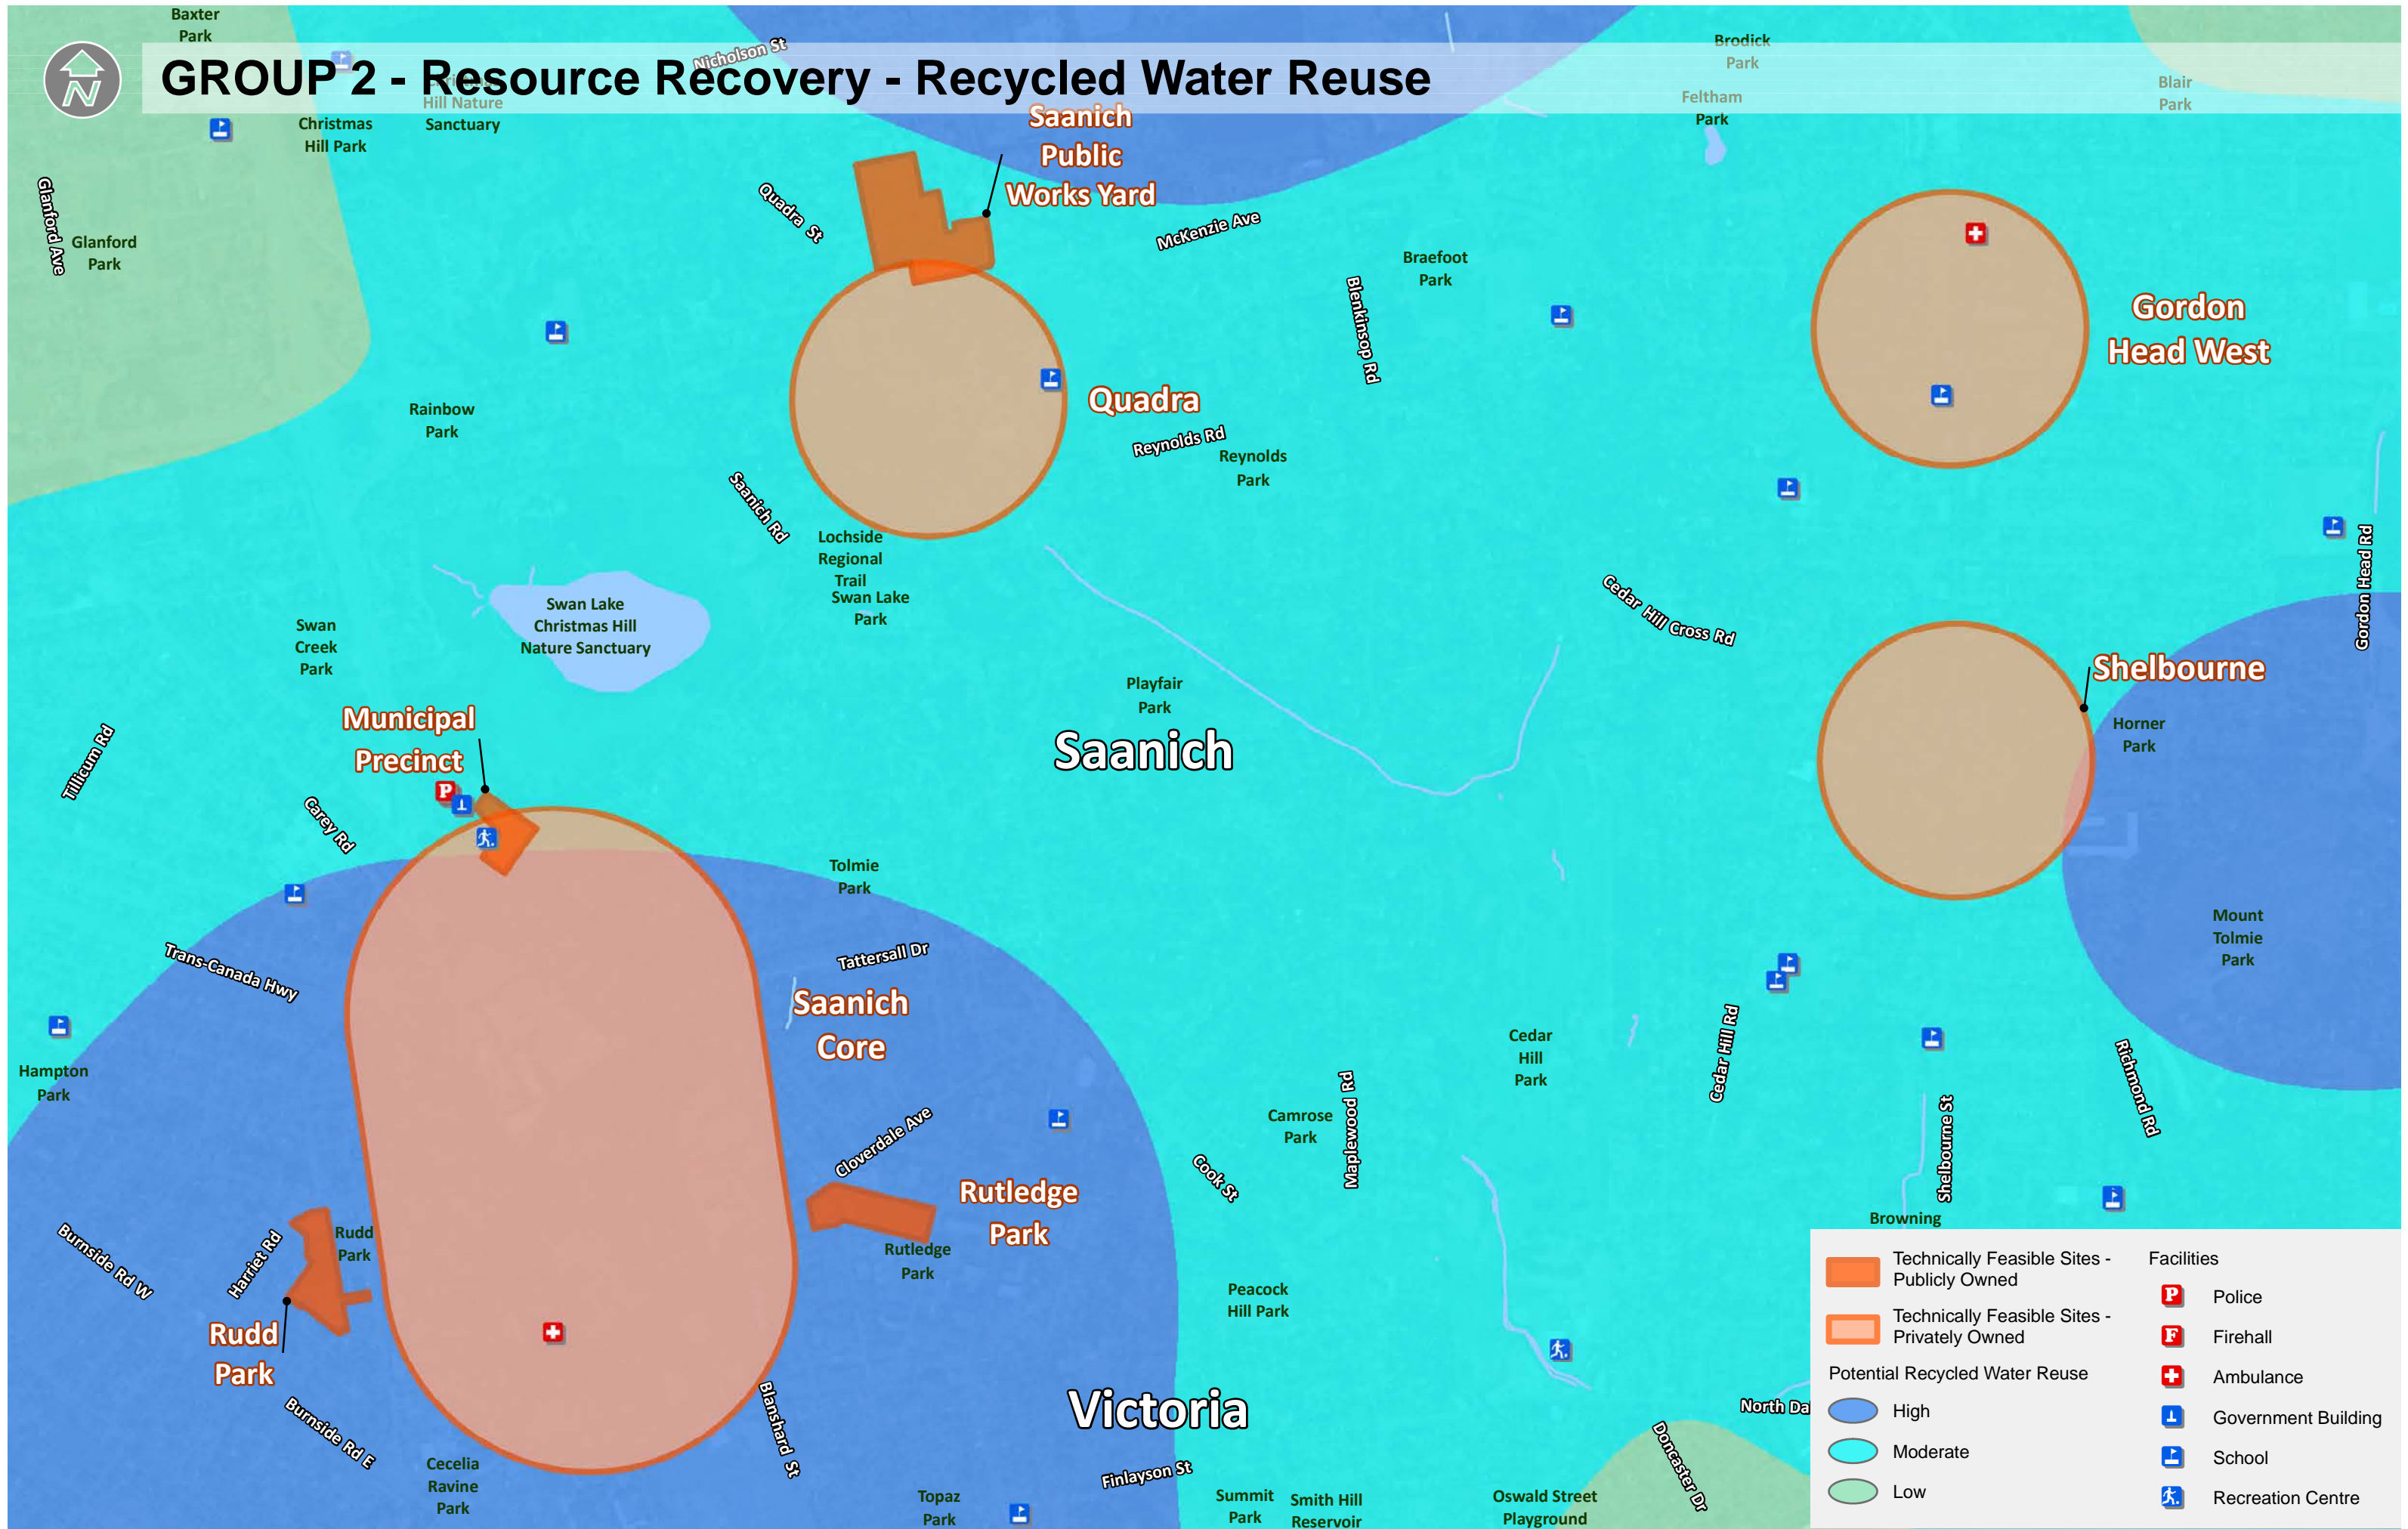 Baxter
Park
GROUP 2 - Resource Recovery - Recycled Water Reuse
N
Nicholson St
Hill Nature
Sanctuary
Christmas
Hill Park
Brodick
Park
Feltham
Park
Blair
Park
Saanich
Public
Works Yard
Glanford Ave
Glanford
Park
Quadra St
McKenzie Ave
Braefoot
Park
Blenkinsop Rd
Gordon
Head West
Quadra
Rainbow
Park
Reynolds Rd
Reynolds
Park
Saanich Rd
Lochside
Regional
Trail
Swan Lake
Park
Swan Lake
Christmas Hill
Nature Sanctuary
Swan
Creek
Park
Cedar Hill Cross Rd
Gordon Head Rd
Shelbourne
Horner
Park
Playfair
Park
Saanich
Municipal
Precinct
P
Tillicum Rd
Carey Rd
Tolmie
Park
Trans-Canada Hwy
Tattersall Dr
Saanich
Core
Mount
Tolmie
Park
Hampton
Park
Cedar
Hill
Park
Cedar Hill Rd
Richmond Rd
Maplewood Rd
Camrose
Park
Cloverdale Ave
Cook St
Shelbourne St
Rutledge
Park
Rutledge
Park
Browning
Burnside Rd W
Harriet Rd
Rudd
Park
Rudd
Park
Peacock
Hill Park
Burnside Rd E
Blanshard St
Victoria
North Da
Doncaster Dr
Cecelia
Ravine
Park
Finlayson St
Topaz
Park
Summit
Park
Smith Hill
Reservoir
Oswald Street
Playground
Technically Feasible Sites -
Publicly Owned
Technically Feasible Sites -
Privately Owned
Potential Recycled Water Reuse
High
Moderate
Low
Facilities
P Police
F Firehall
Ambulance
Government Building
School
Recreation Centre